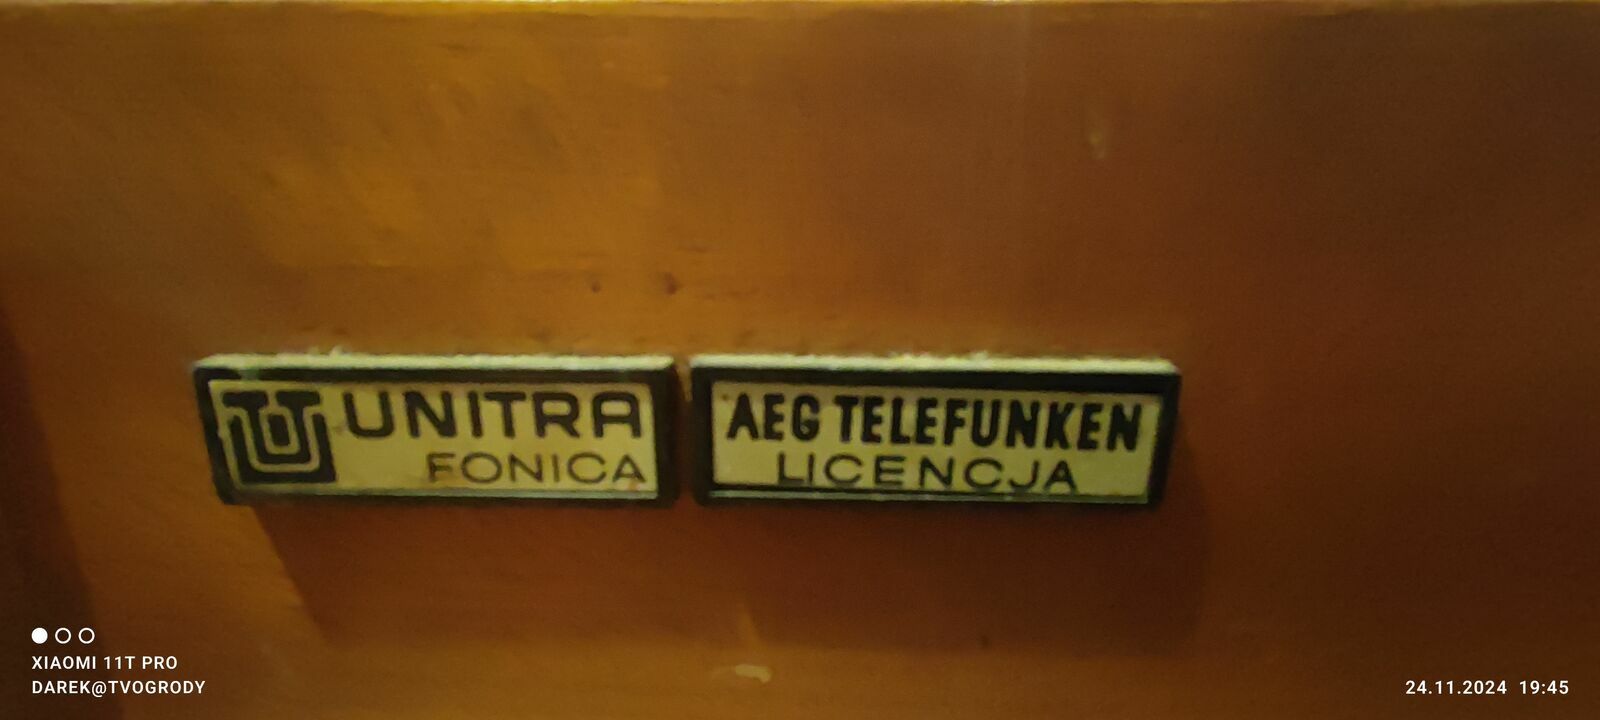 UNITRA
FONICA
AEG TELEFUNKEN
LICENCJA
XIAOMI 11T PRO
DAREK@TVOGRODY
24.11.2024 19:45